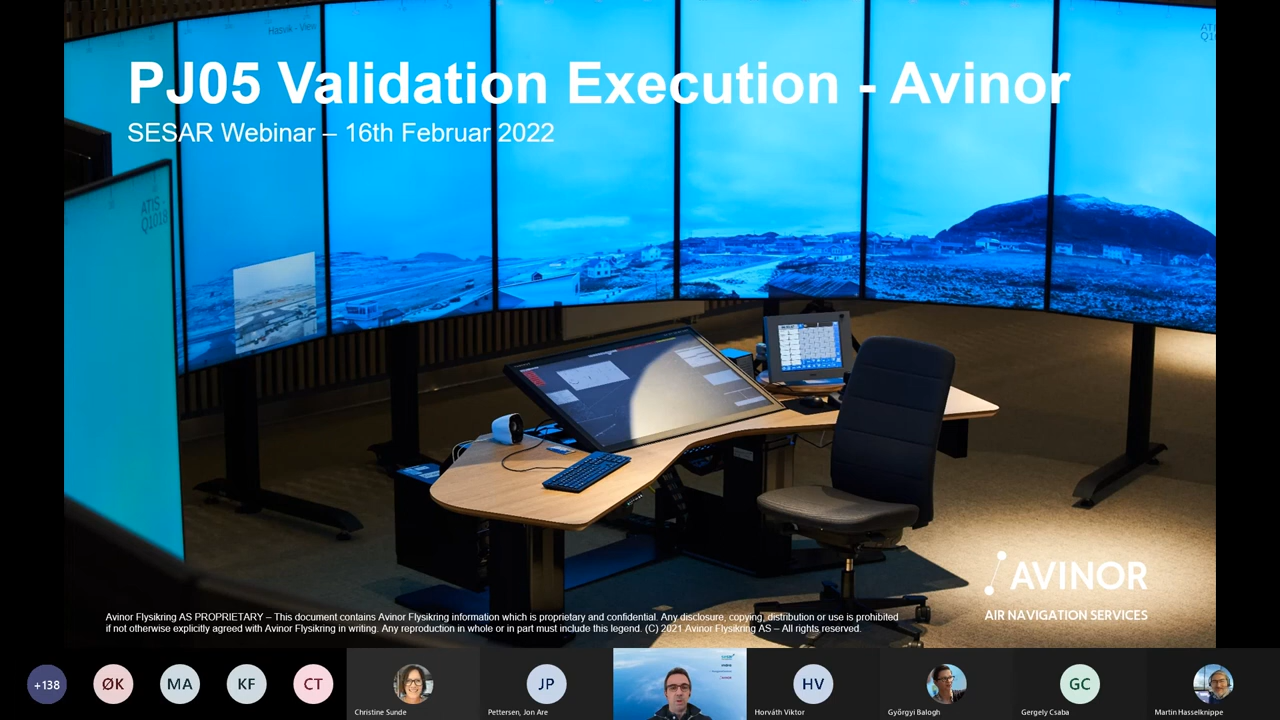 Hasvik - View
PJ05 Validation Execution - Avinor
SESAR Webinar – 16th Februar 2022
ATIS
Q1018
AVINOR
AIR NAVIGATION SERVICES
Avinor Flysikring AS PROPRIETARY – This document contains Avinor Flysikring information which is proprietary and confidential. Any disclosure, copying, distribution or use is prohibited
if not otherwise explicitly agreed with Avinor Flysikring in writing. Any reproduction in whole or in part must include this legend. (C) 2021 Avinor Flysikring AS – All rights reserved.
+138
ØK
MA
KF
CT
Christine Sunde
JP
Pettersen, Jon Are
HV
Horváth Viktor
Györgyi Balogh
GC
Gergely Csaba
Martin Hasselknippe